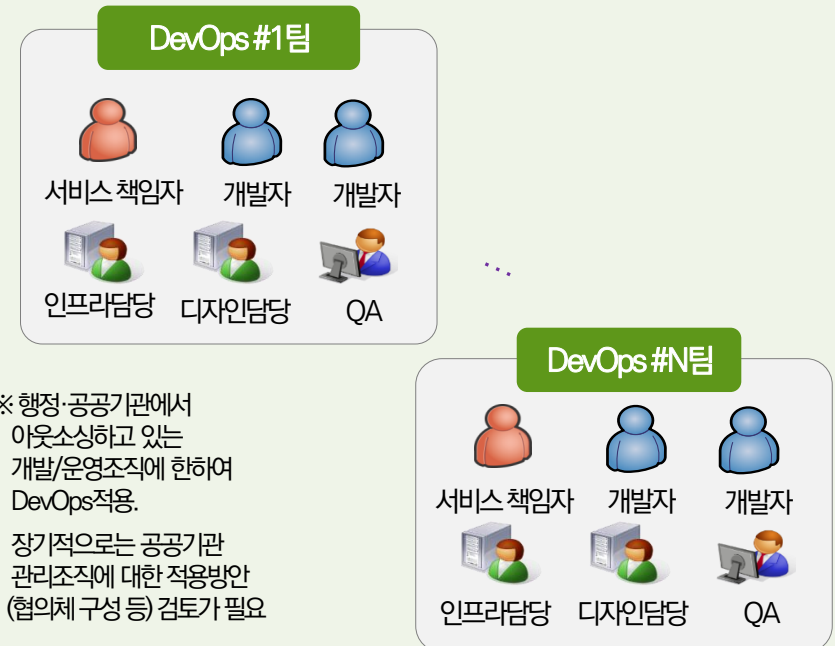 DevOps #1팀
서비스 책임자 개발자 개발자
인프라담당 디자인담당 QA
...
DevOps #N팀
서비스 책임자 개발자 개발자
인프라담당 디자인담당 QA
※ 행정·공공기관에서
아웃소싱하고 있는
개발/운영조직에 한하여
DevOps적용.
장기적으로는 공공기관
관리조직에 대한 적용방안
(협의체 구성 등) 검토가 필요